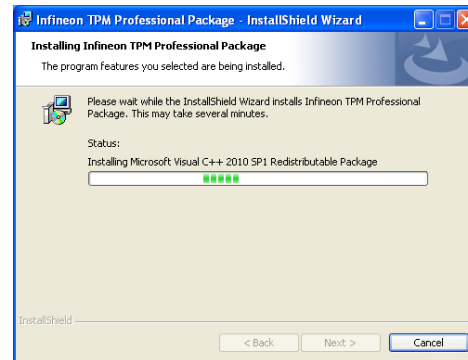 Infineon TPM Professional Package - InstallShield Wizard
Installing Infineon TPM Professional Package
The program features you selected are being installed.
Please wait while the InstallShield Wizard installs Infineon TPM Professional
Package. This may take several minutes.
Status:
Installing Microsoft Visual C++ 2010 SP1 Redistributable Package
InstallShield
< Back Next > Cancel